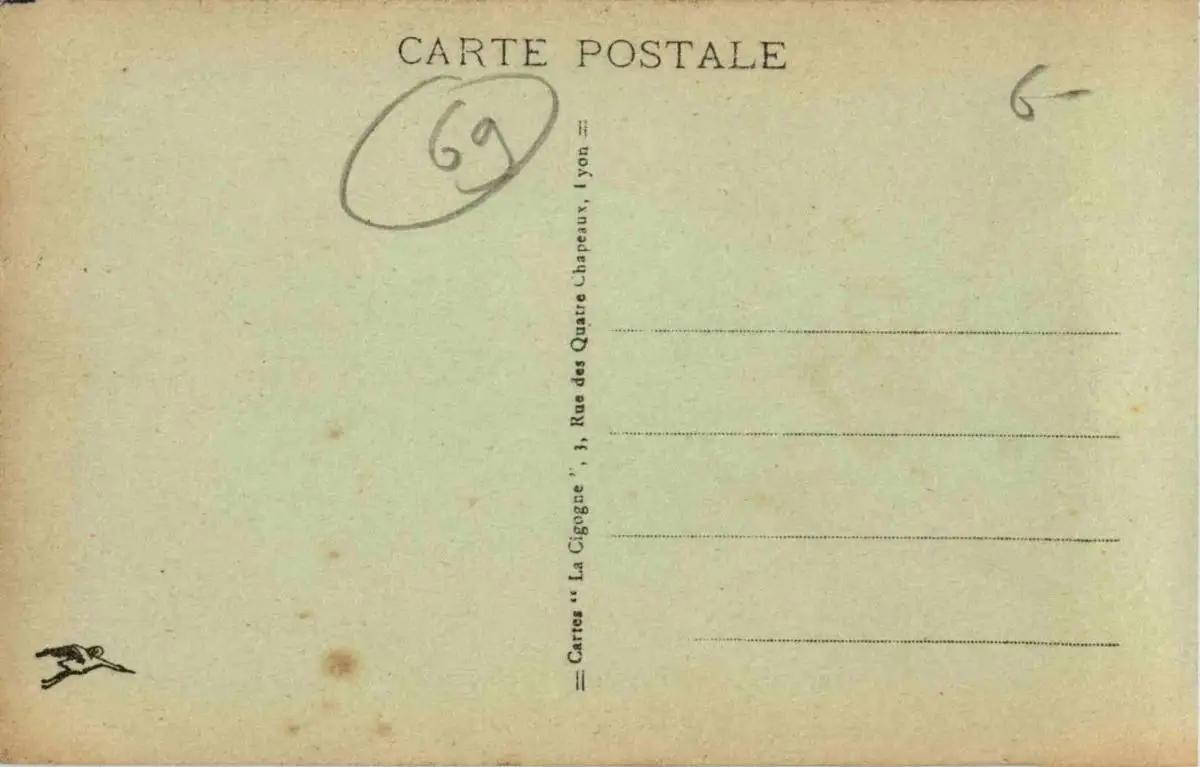 CARTE POSTALE
69
6-
Cartes " La Cigogne ", 3, Rue des Quatre Chapeaux, Lyon